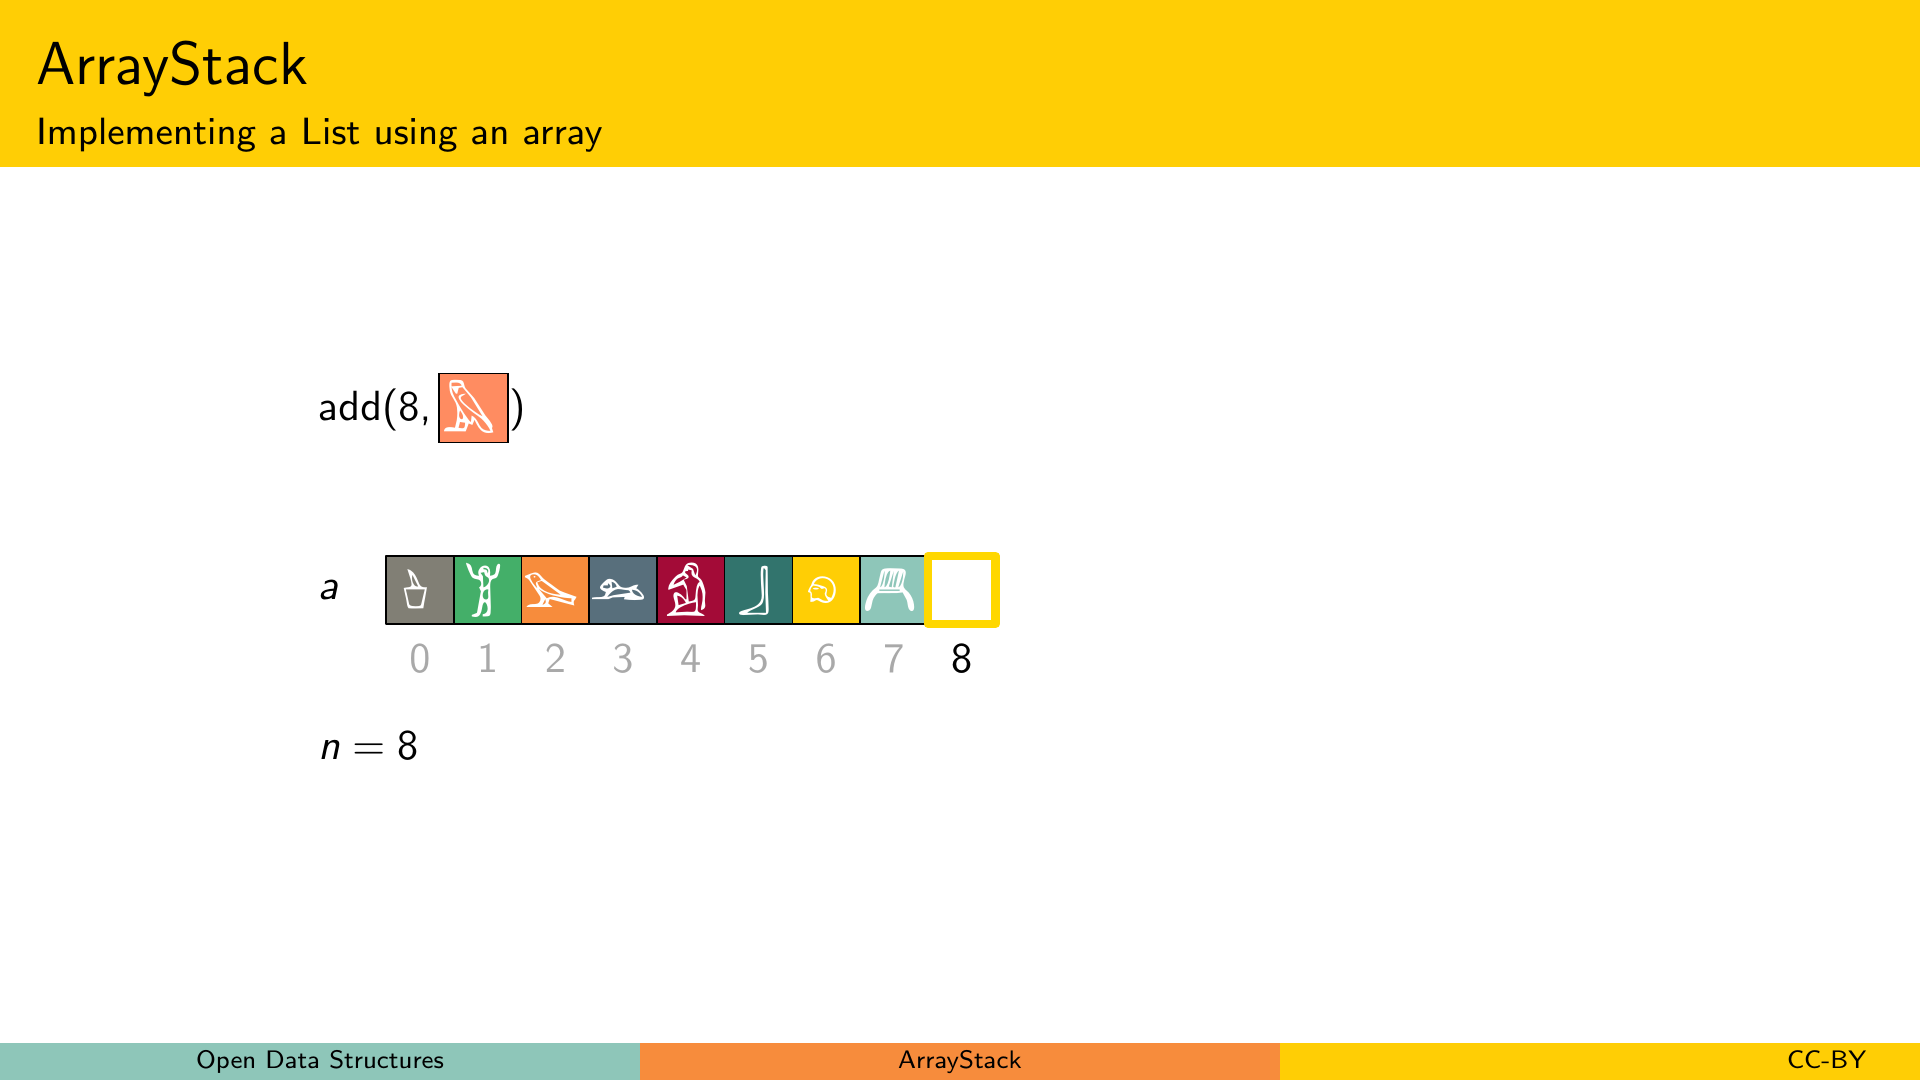 ArrayStack
Implementing a List using an array
add(8, )
a
0 1 2 3 4 5 6 7 8
n = 8
Open Data Structures ArrayStack CC-BY